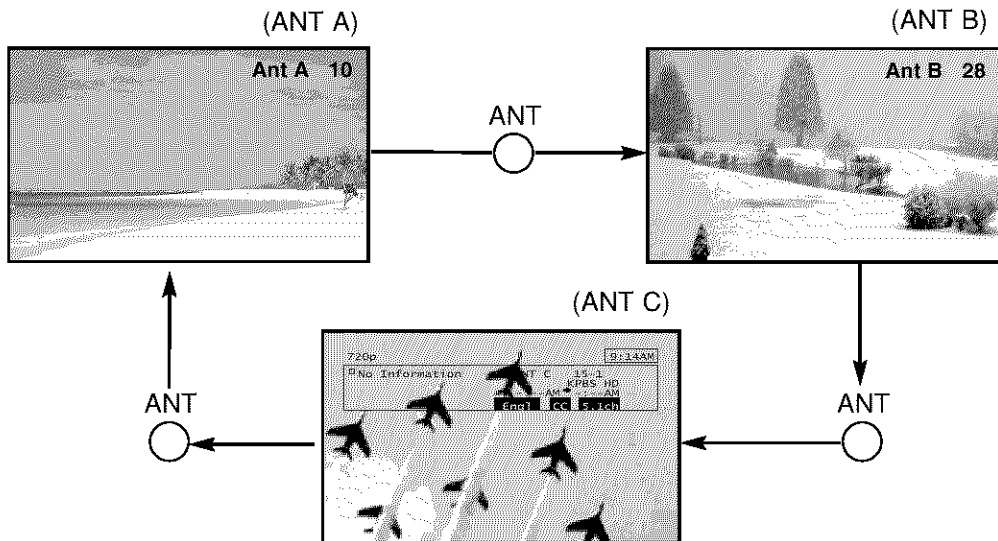 (ANT A)
(ANT B)
Ant A 10
Ant B 28
ANT
(ANT C)
720p
9:14AM
No Information
C 15-1
KPBS HD
AM - AM
Engl CC 5.1ch
ANT
ANT